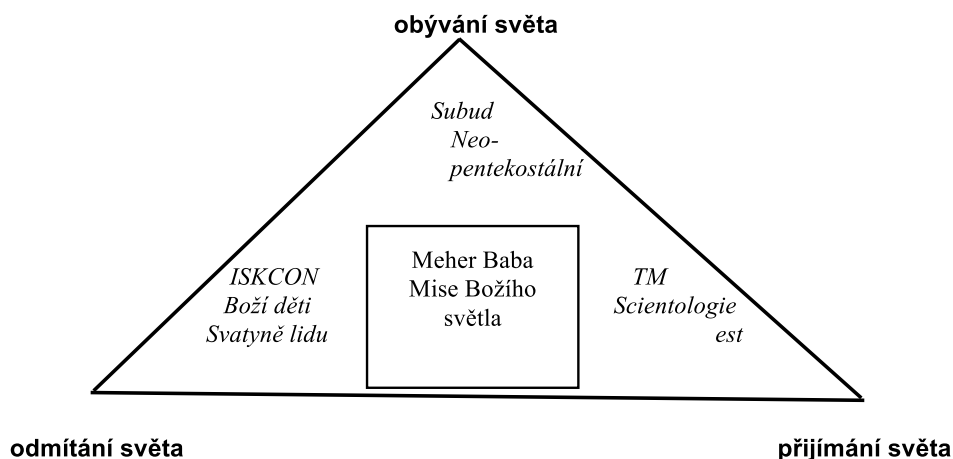 obývání světa
Subud
Neo-
pentekostální
ISKCON
Boží děti
Svatyně lidu
Meher Baba
Mise Božího
světla
TM
Scientologie
est
odmítání světa
přijímání světa